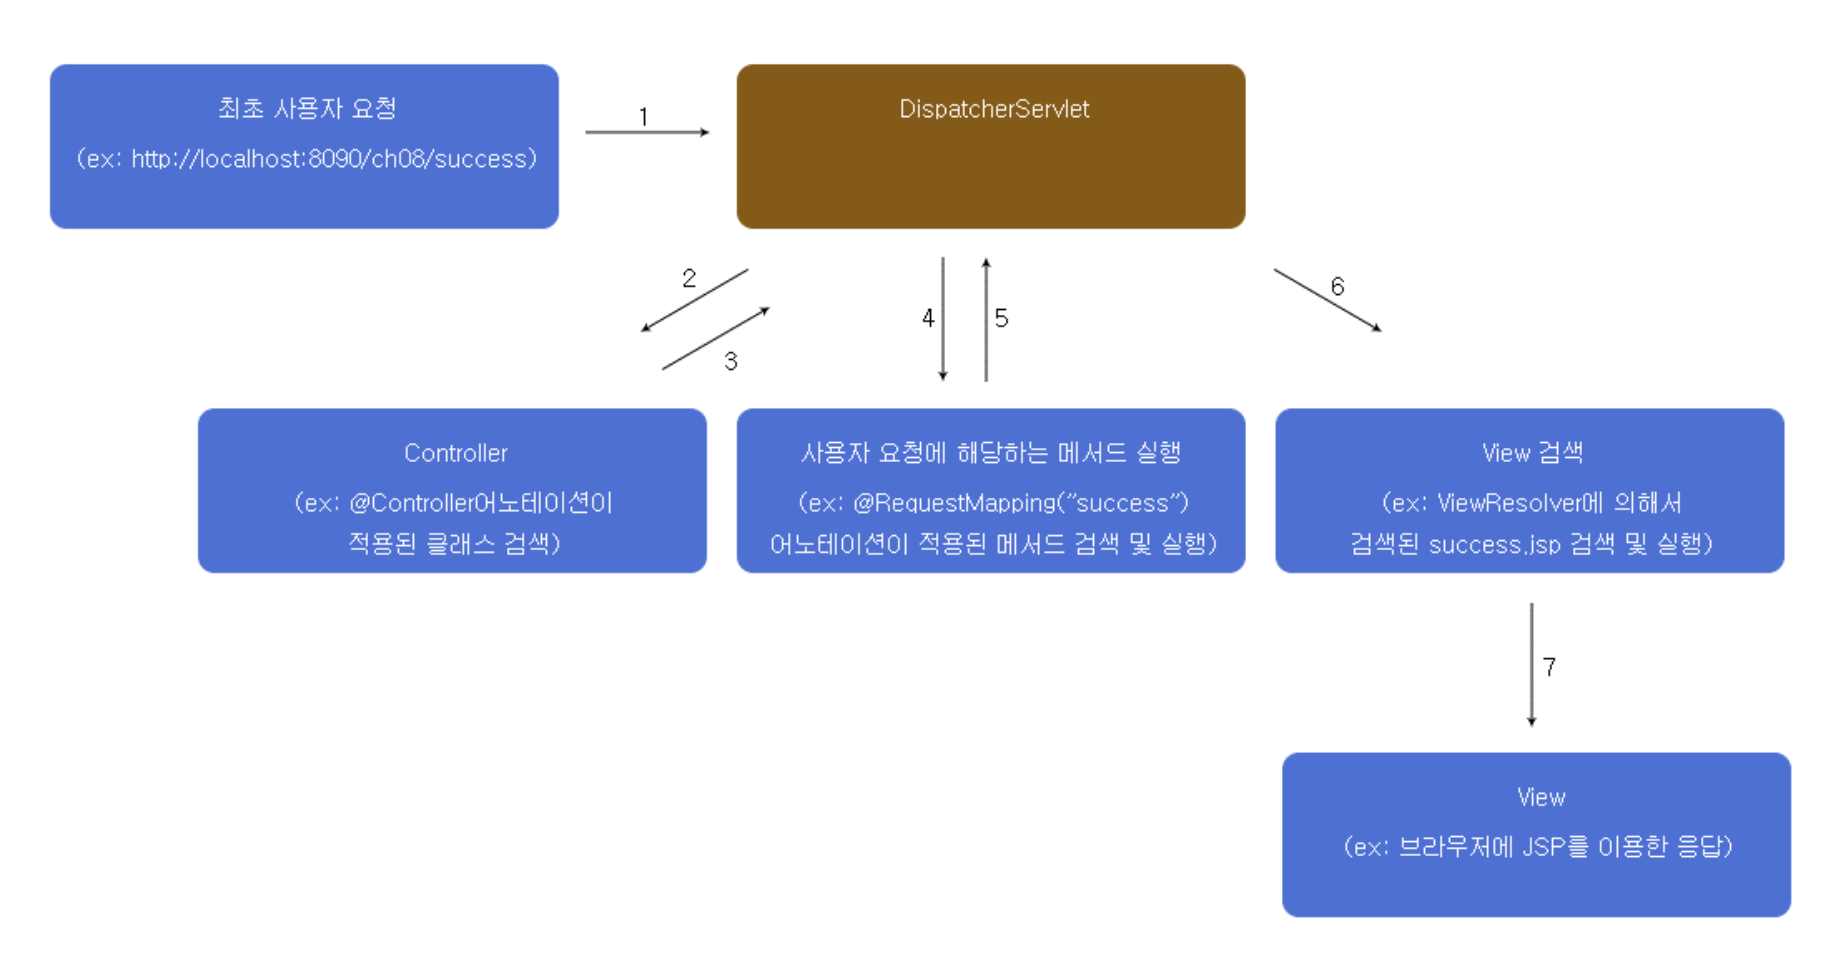 최초 사용자 요청
(ex: http://localhost:8090/ch08/success)
1
DispatcherServlet
2
3
4
5
6
Controller
(ex: @Controller어노테이션이
적용된 클래스 검색)
사용자 요청에 해당하는 메서드 실행
(ex: @RequestMapping("success")
어노테이션이 적용된 메서드 검색 및 실행)
View 검색
(ex: ViewResolver에 의해서
검색된 success.jsp 검색 및 실행)
7
View
(ex: 브라우저에 JSP를 이용한 응답)